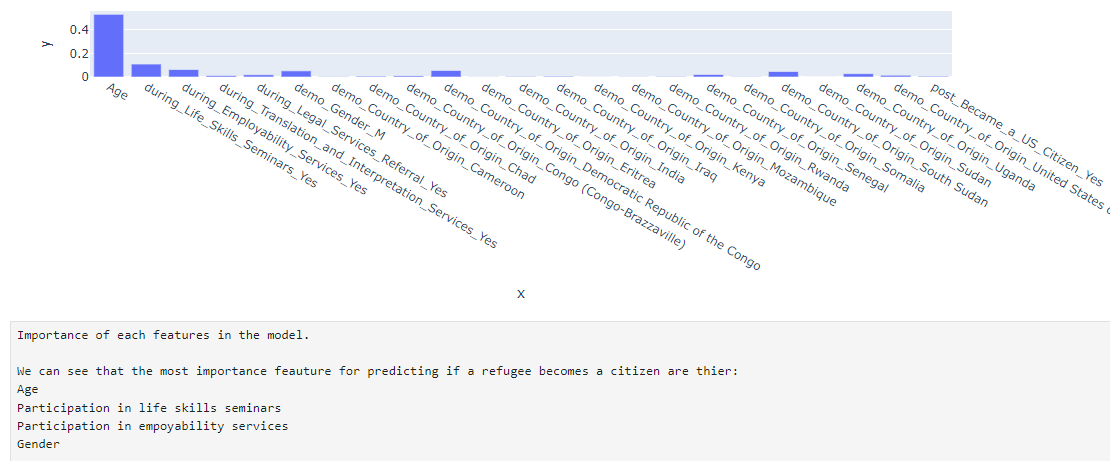 0.4
0.2
0
y
Age
during_Life_Skills_Seminars_Yes
during_Employability_Services_Yes
during_Translation_and_Interpretation_Services_Yes
during_Legal_Services_Referral_Yes
demo_Gender_M
demo_Country_of_Origin_Cameroon
demo_Country_of_Origin_Chad
demo_Country_of_Origin_Congo (Congo-Brazzaville)
demo_Country_of_Origin_Democratic Republic of the Congo
demo_Country_of_Origin_Eritrea
demo_Country_of_Origin_India
demo_Country_of_Origin_Iraq
demo_Country_of_Origin_Kenya
demo_Country_of_Origin_Mozambique
demo_Country_of_Origin_Rwanda
demo_Country_of_Origin_Senegal
demo_Country_of_Origin_Somalia
demo_Country_of_Origin_South Sudan
demo_Country_of_Origin_Sudan
demo_Country_of_Origin_Uganda
demo_Country_of_Origin_United States
post_Became_a_US_Citizen_Yes
x
Importance of each features in the model.
We can see that the most importance feauture for predicting if a refugee becomes a citizen are thier:
Age
Participation in life skills seminars
Participation in empoyability services
Gender